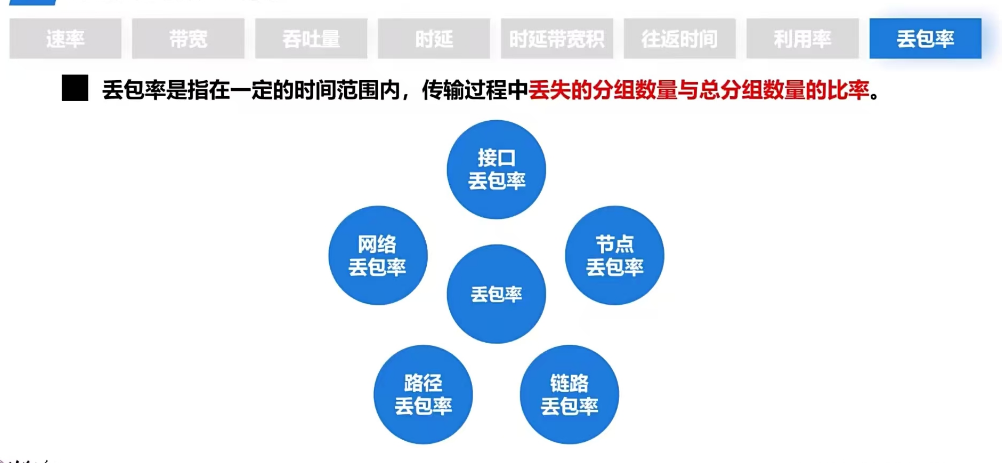 速率 带宽 吞吐量 时延 时延带宽积 往返时间 利用率 丢包率
丢包率是指在一定的时间范围内，传输过程中丢失的分组数量与总分组数量的比率。
接口
丢包率
网络
丢包率
节点
丢包率
丢包率
路径
丢包率
链路
丢包率